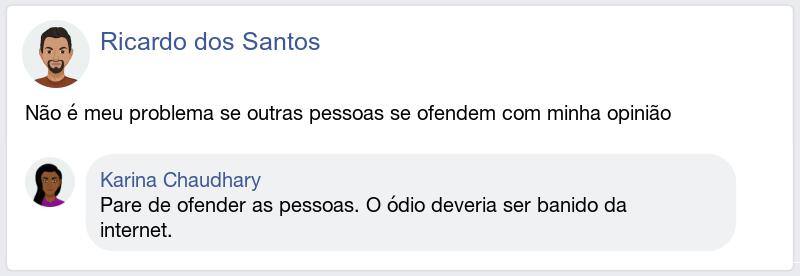 Ricardo dos Santos
Não é meu problema se outras pessoas se ofendem com minha opinião
Karina Chaudhary
Pare de ofender as pessoas. O ódio deveria ser banido da
internet.